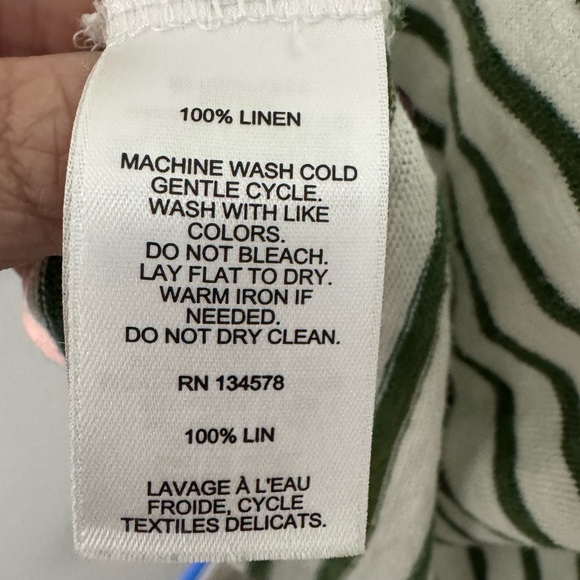 100% LINEN
MACHINE WASH COLD
GENTLE CYCLE.
WASH WITH LIKE
COLORS.
DO NOT BLEACH.
LAY FLAT TO DRY.
WARM IRON IF
NEEDED.
DO NOT DRY CLEAN.
RN 134578
100% LIN
LAVAGE À L'EAU
FROIDE, CYCLE
TEXTILES DELICATS.